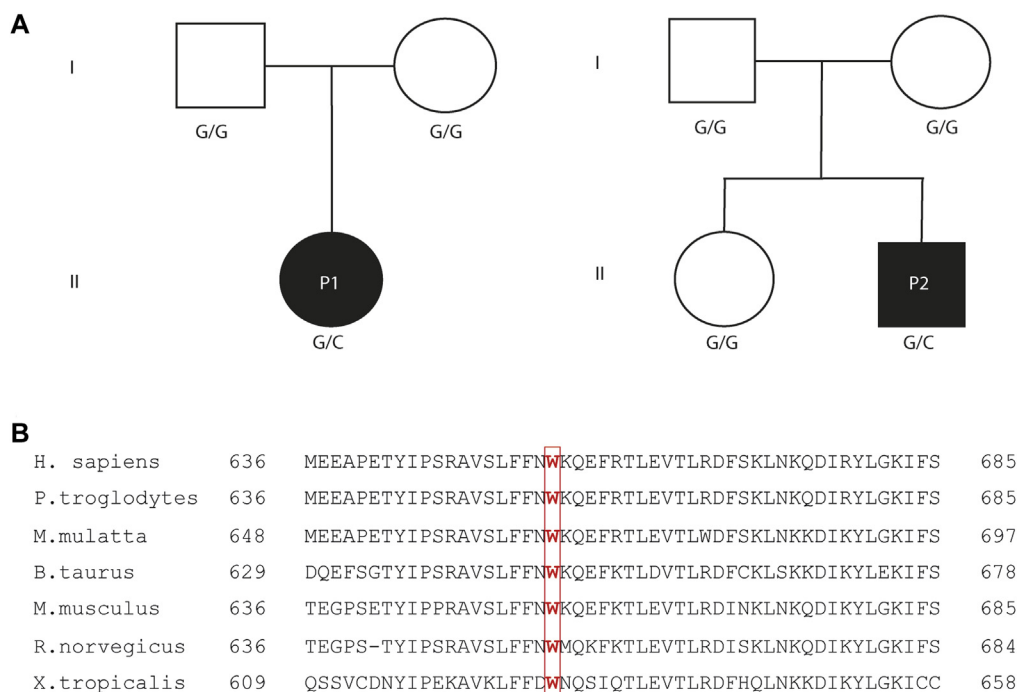 A
I
I
G/G
G/G
G/G
G/G
II
P1
II
P2
G/C
G/G
G/C
B
H. sapiens 636 MEEAPETYIPSRAVSLFFNWKQEFRTLEVTLRDFSKLNKQDIRYLGKIFS 685
P.troglodytes 636 MEEAPETYIPSRAVSLFFNWKQEFRTLEVTLRDFSKLNKQDIRYLGKIFS 685
M.mulatta 648 MEEAPETYIPSRAVSLFFNWKQEFRTLEVTLWDFSKLNKKDIRYLGKIFS 697
B.taurus 629 DQEFSGTYIPSRAVSLFFNWKQEFKTLDVTLRDFCKLSKKDIKYLEKIFS 678
M.musculus 636 TEGPSETYIPPRAVSLFFNWKQEFKTLEVTLRDINKLNKQDIKYLGKIFS 685
R.norvegicus 636 TEGPS-TYIPSRAVSLFFNWMQKFKTLEVTLRDISKLNKQDIKYLGKIFS 684
X.tropicalis 609 QSSVCDNYIPEKAVKLFFDWNQSIQTLEVTLRDFHQLNKKDIKYLGKICC 658